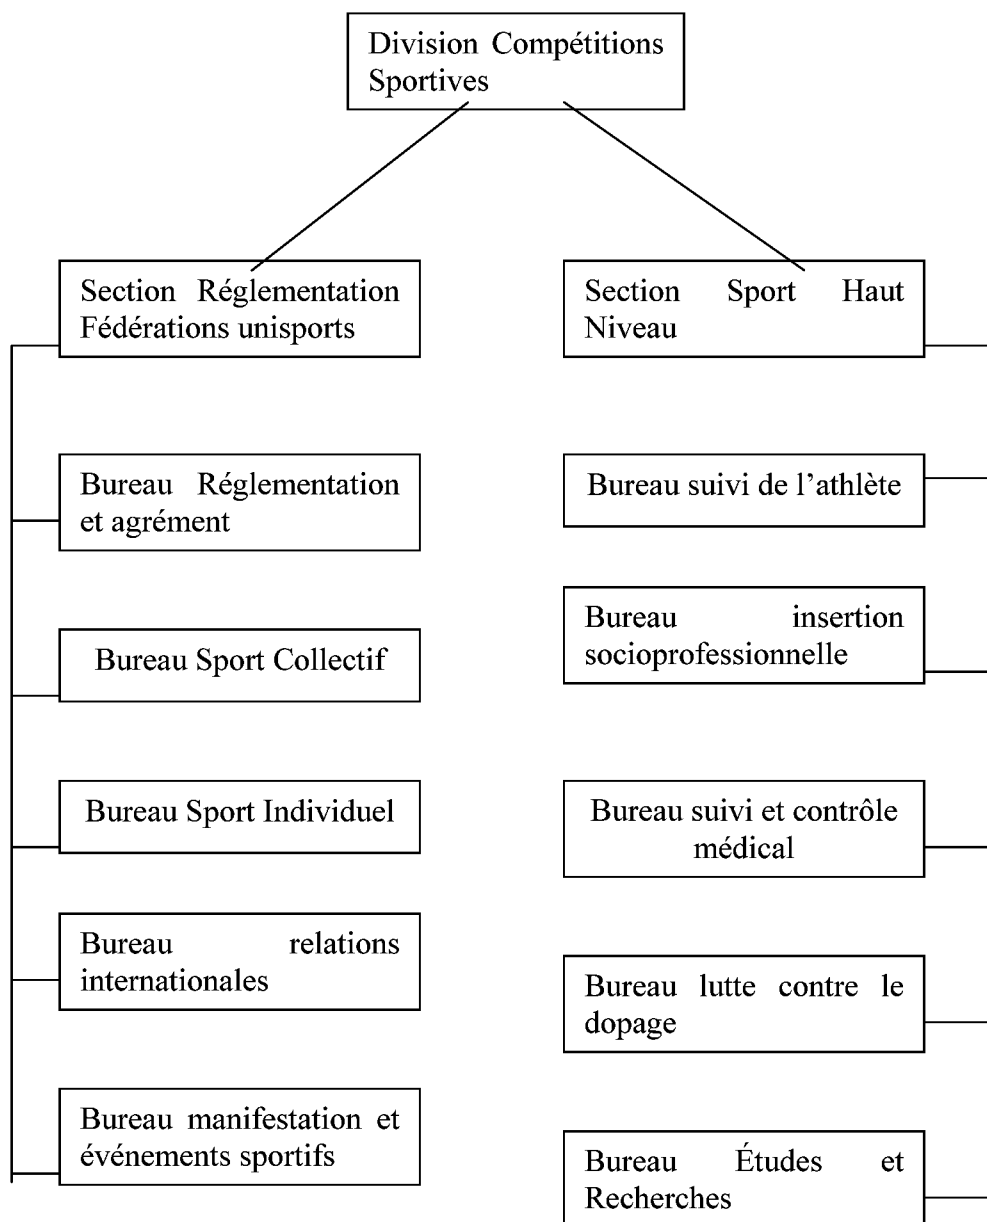 Division Compétitions
Sportives
Section Réglementation
Fédérations unisports
Bureau Réglementation
et agrément
Bureau Sport Collectif
Bureau Sport Individuel
Bureau relations
internationales
Bureau manifestation et
événements sportifs
Section Sport Haut
Niveau
Bureau suivi de l’athlète
Bureau insertion
socioprofessionnelle
Bureau suivi et contrôle
médical
Bureau lutte contre le
dopage
Bureau Études et
Recherches